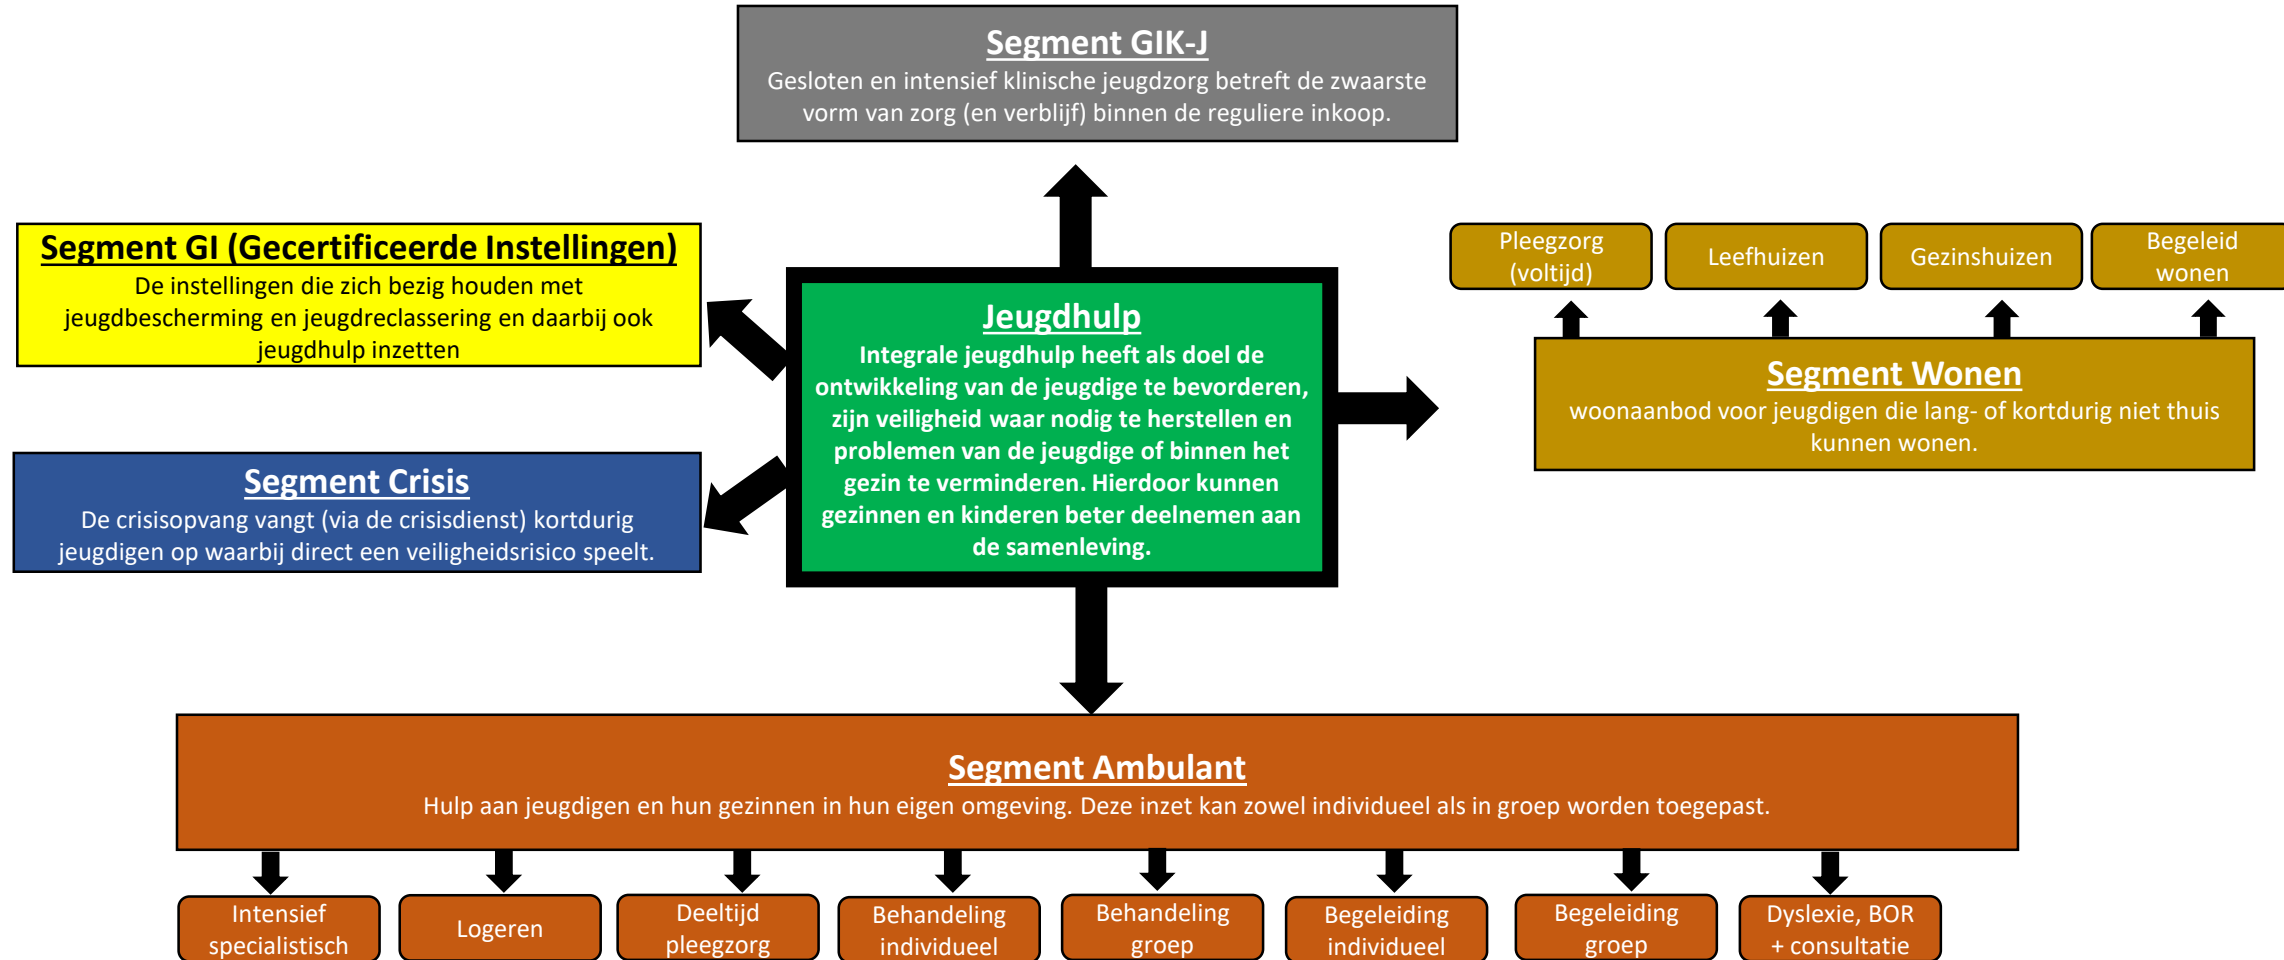 Segment GIK-J
Gesloten en intensief klinische jeugdzorg betreft de zwaarste
vorm van zorg (en verblijf) binnen de reguliere inkoop.
Segment GI (Gecertificeerde Instellingen)
De instellingen die zich bezig houden met
jeugdbescherming en jeugdreclassering en daarbij ook
jeugdhulp inzetten
Segment Crisis
De crisisopvang vangt (via de crisisdienst) kortdurig
jeugdigen op waarbij direct een veiligheidsrisico speelt.
Jeugdhulp
Integrale jeugdhulp heeft als doel de
ontwikkeling van de jeugdige te bevorderen,
zijn veiligheid waar nodig te herstellen en
problemen van de jeugdige of binnen het
gezin te verminderen. Hierdoor kunnen
gezinnen en kinderen beter deelnemen aan
de samenleving.
Pleegzorg
(voltijd)
Leefhuizen
Gezinshuizen
Begeleid
wonen
Segment Wonen
woonaanbod voor jeugdigen die lang- of kortdurig niet thuis
kunnen wonen.
Segment Ambulant
Hulp aan jeugdigen en hun gezinnen in hun eigen omgeving. Deze inzet kan zowel individueel als in groep worden toegepast.
Intensief
specialistisch
Logeren
Deeltijd
pleegzorg
Behandeling
individueel
Behandeling
groep
Begeleiding
individueel
Begeleiding
groep
Dyslexie, BOR
+ consultatie